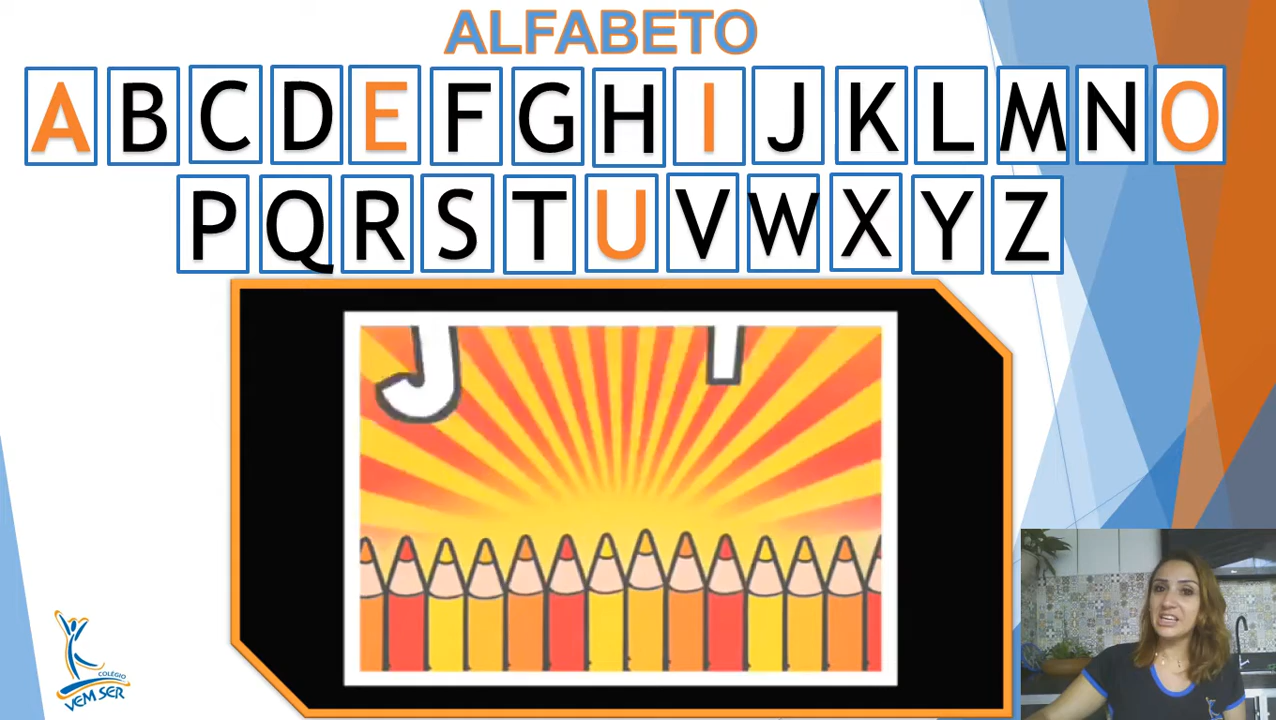 ALFABETO
A B C D E F G H I J K L M N O
P Q R S T U V W X Y Z
J
COLÉGIO
VEM SER